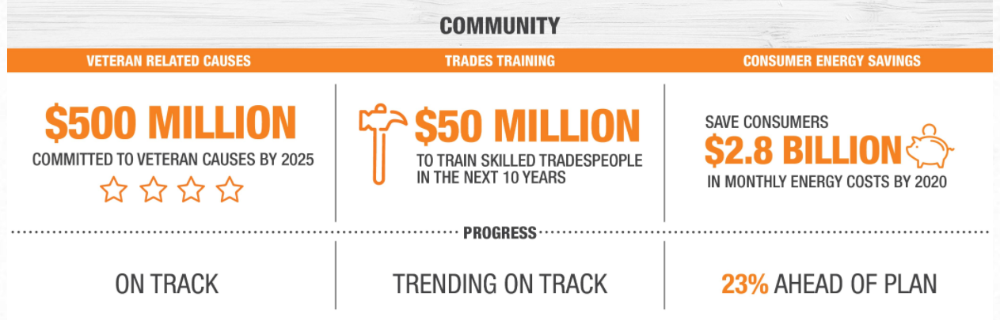 COMMUNITY
VETERAN RELATED CAUSES
TRADES TRAINING
CONSUMER ENERGY SAVINGS
$500 MILLION
COMMITTED TO VETERAN CAUSES BY 2025
$50 MILLION
TO TRAIN SKILLED TRADESPEOPLE
IN THE NEXT 10 YEARS
SAVE CONSUMERS
$2.8 BILLION
IN MONTHLY ENERGY COSTS BY 2020
PROGRESS
ON TRACK
TRENDING ON TRACK
23% AHEAD OF PLAN